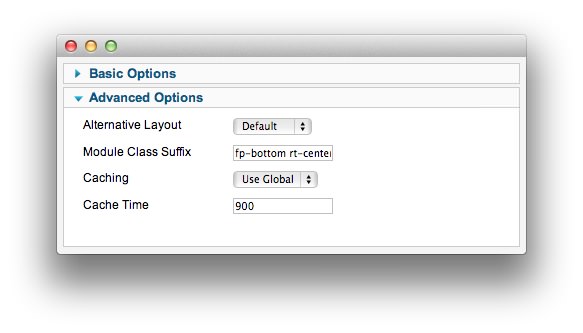 Basic Options
Advanced Options
Alternative Layout Default
Module Class Suffix fp-bottom rt-center
Caching Use Global
Cache Time 900